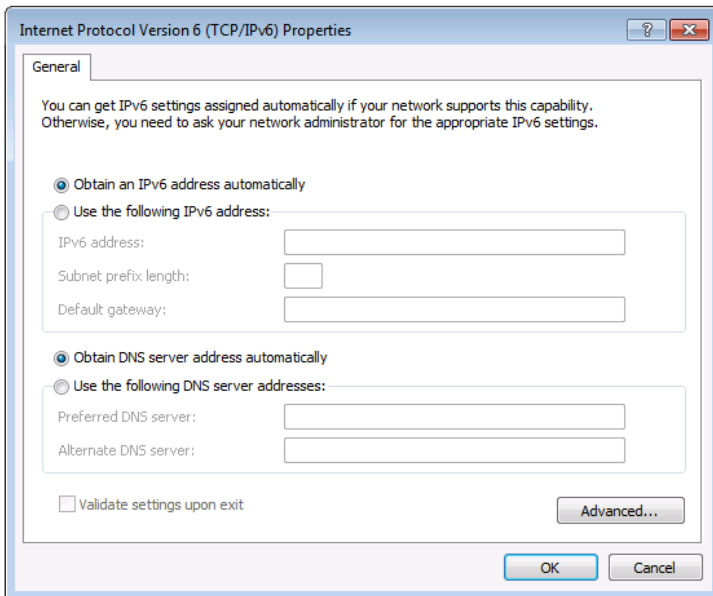 Internet Protocol Version 6 (TCP/IPv6) Properties
?
General
You can get IPv6 settings assigned automatically if your network supports this capability.
Otherwise, you need to ask your network administrator for the appropriate IPv6 settings.
Obtain an IPv6 address automatically
Use the following IPv6 address:
IPv6 address:
Subnet prefix length:
Default gateway:
Obtain DNS server address automatically
Use the following DNS server addresses:
Preferred DNS server:
Alternate DNS server:
Validate settings upon exit
Advanced...
OK Cancel